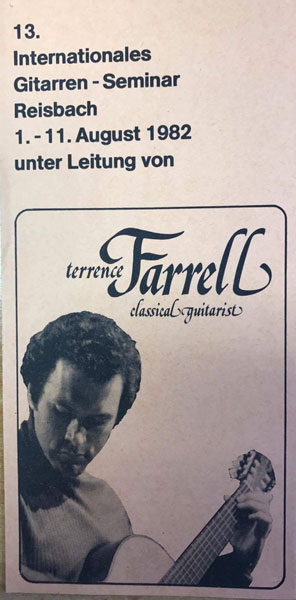 13.
Internationales
Gitarren - Seminar
Reisbach
1. - 11. August 1982
unter Leitung von
terrence Farrell
classical guitarist